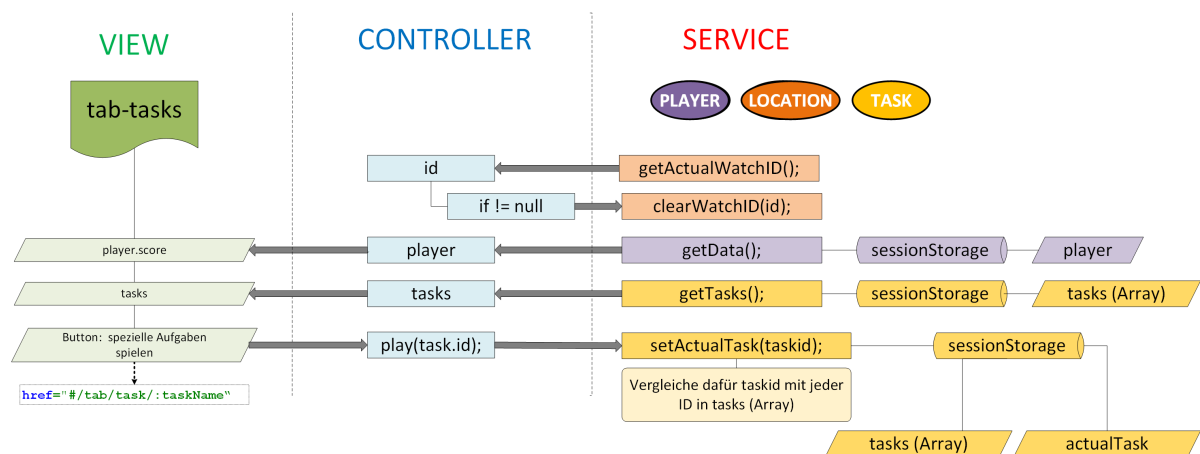 VIEW
CONTROLLER
SERVICE
tab-tasks
PLAYER
LOCATION
TASK
id
getActualWatchID();
if != null
clearWatchID(id);
player.score
player
getData();
sessionStorage
player
tasks
tasks
getTasks();
sessionStorage
tasks (Array)
Button: spezielle Aufgaben
spielen
play(task.id);
setActualTask(taskid);
sessionStorage
href="#/tab/task/:taskName“
Vergleiche dafür taskid mit jeder
ID in tasks (Array)
tasks (Array)
actualTask